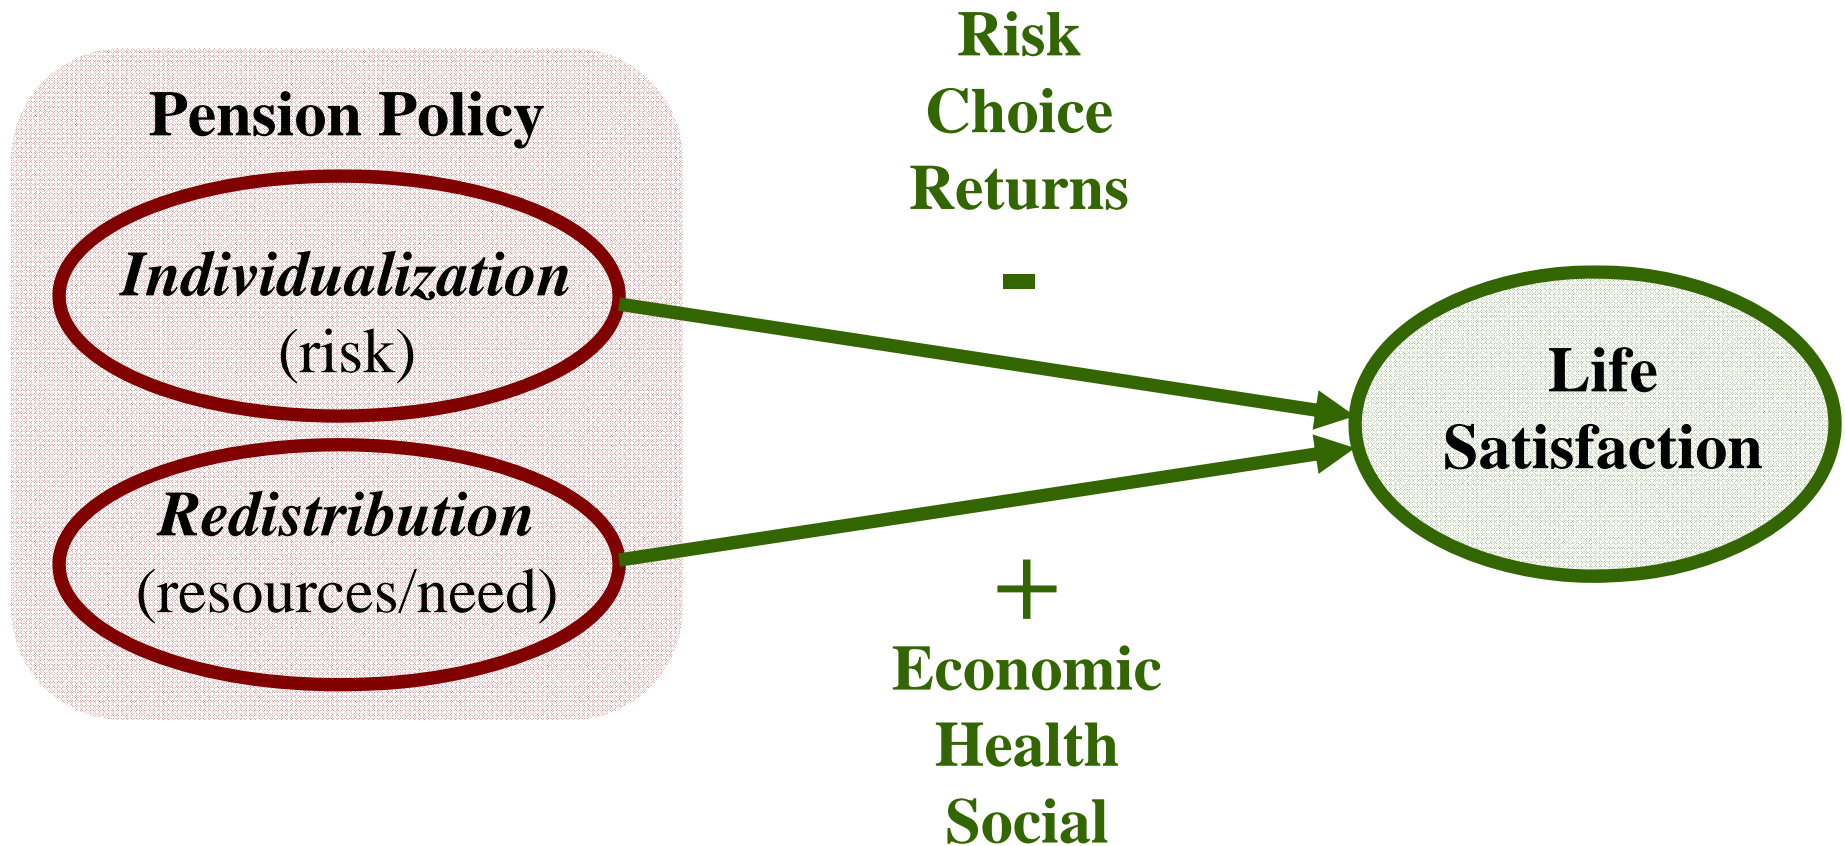 Pension Policy
Individualization
(risk)
Redistribution
(resources/need)
Risk
Choice
Returns
-
+
Economic
Health
Social
Life
Satisfaction